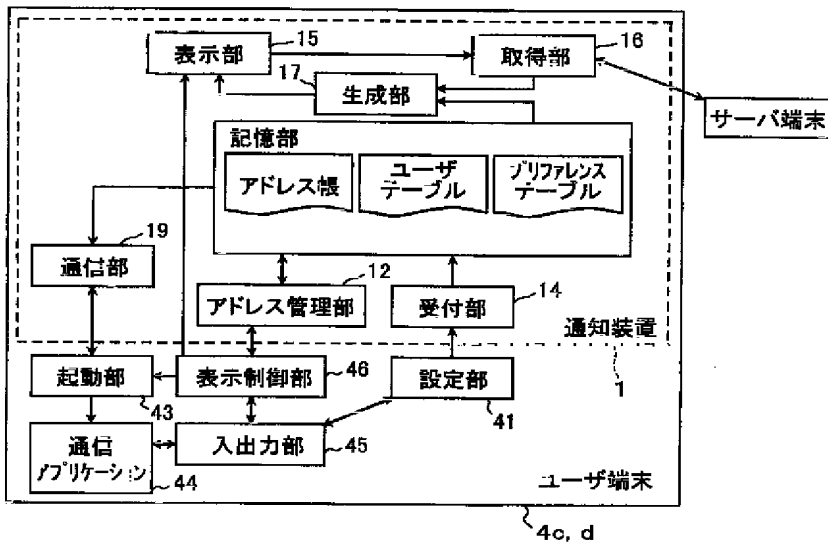 表示部
15
取得部
16
17
生成部
サーバ端末
記憶部
アドレス帳
ユーザ
テーブル
プリファレンス
テーブル
19
通信部
12
アドレス管理部
14
受付部
通知装置
1
起動部
43
表示制御部
46
設定部
41
通信
アプリケーション
44
入出力部
45
ユーザ端末
4c, d